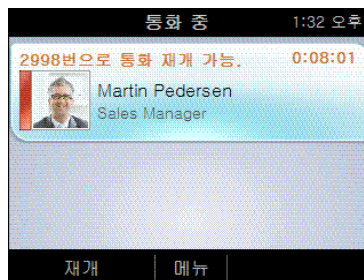 통화 중 1:32 오후
2998번으로 통화 재개 가능. 0:08:01
Martin Pedersen
Sales Manager
재개 메뉴